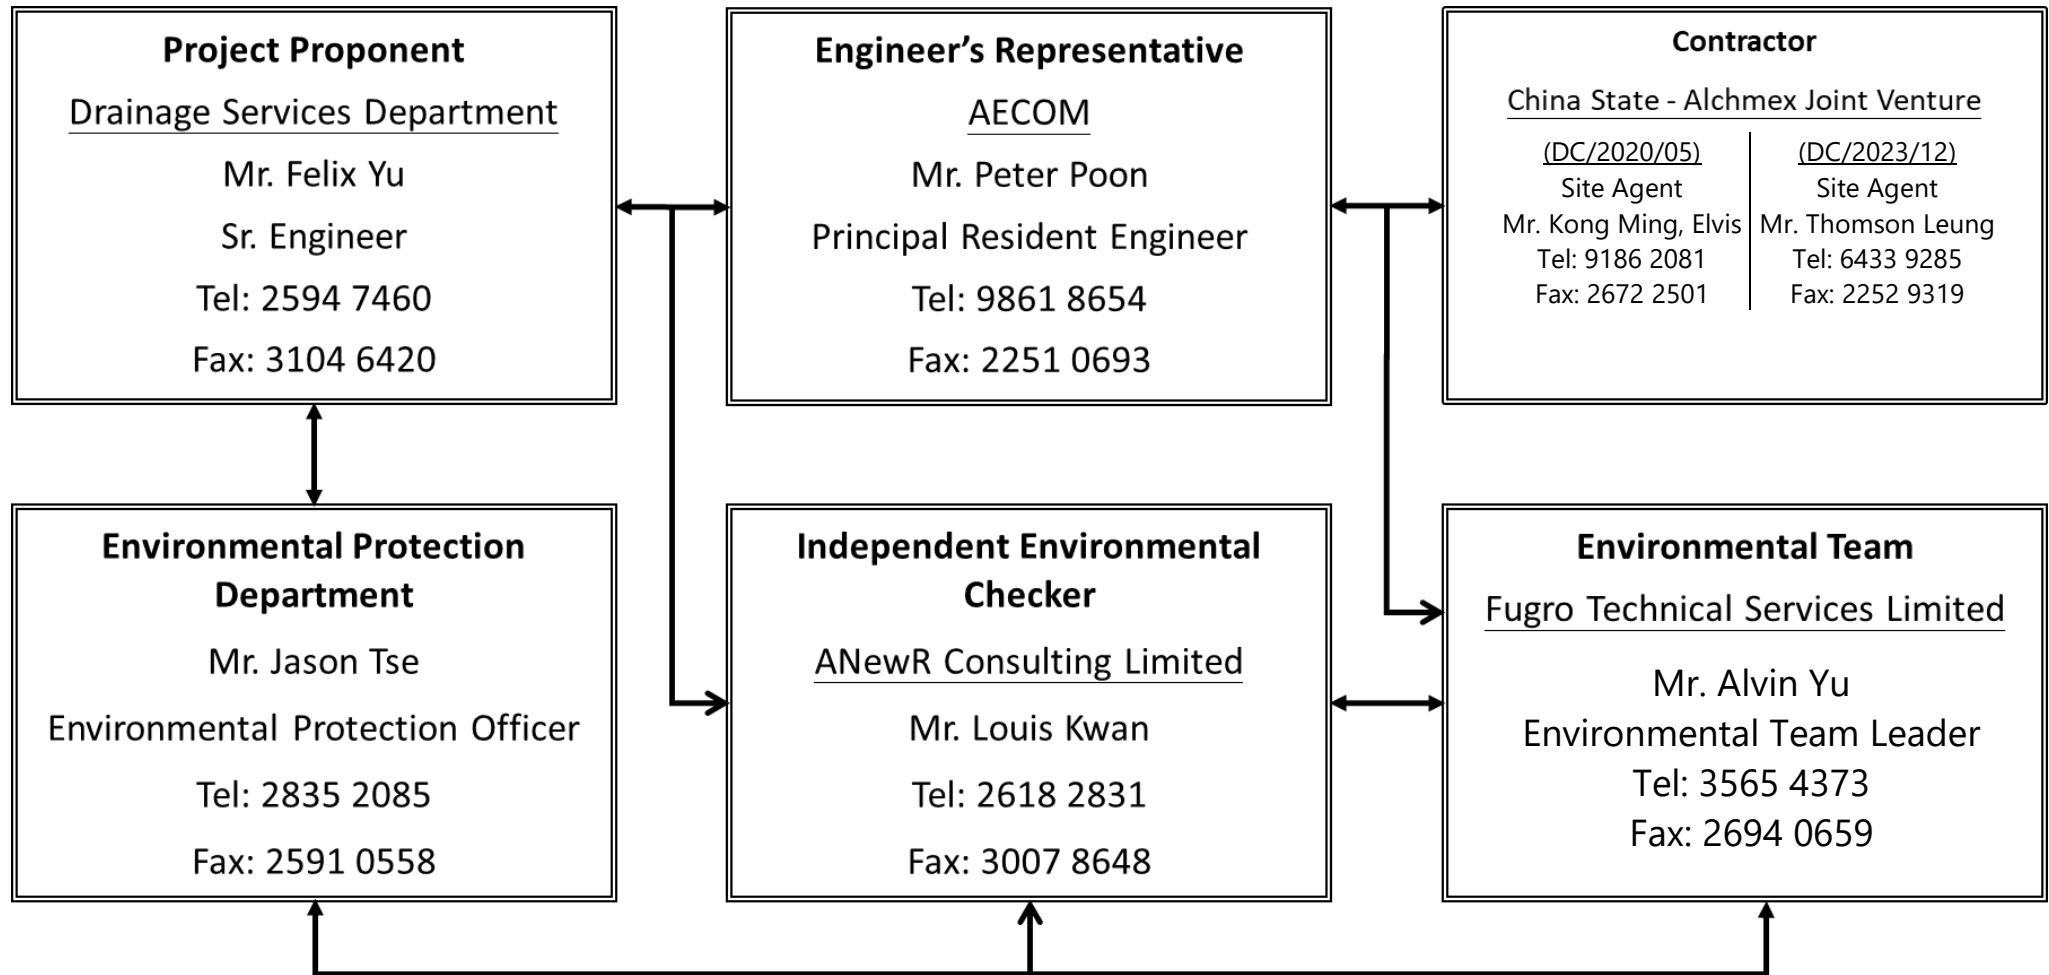 Project Proponent
Drainage Services Department
Mr. Felix Yu
Sr. Engineer
Tel: 2594 7460
Fax: 3104 6420
Engineer’s Representative
AECOM
Mr. Peter Poon
Principal Resident Engineer
Tel: 9861 8654
Fax: 2251 0693
Contractor
China State - Alchmex Joint Venture
(DC/2020/05)
Site Agent
Mr. Kong Ming, Elvis
Tel: 9186 2081
Fax: 2672 2501
(DC/2023/12)
Site Agent
Mr. Thomson Leung
Tel: 6433 9285
Fax: 2252 9319
Environmental Protection
Department
Mr. Jason Tse
Environmental Protection Officer
Tel: 2835 2085
Fax: 2591 0558
Independent Environmental
Checker
ANewR Consulting Limited
Mr. Louis Kwan
Tel: 2618 2831
Fax: 3007 8648
Environmental Team
Fugro Technical Services Limited
Mr. Alvin Yu
Environmental Team Leader
Tel: 3565 4373
Fax: 2694 0659